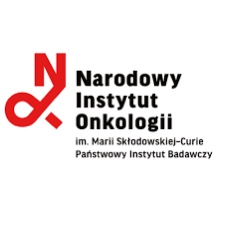 N
Narodowy
Instytut
Onkologii
im. Marii Skłodowskiej-Curie
Państwowy Instytut Badawczy